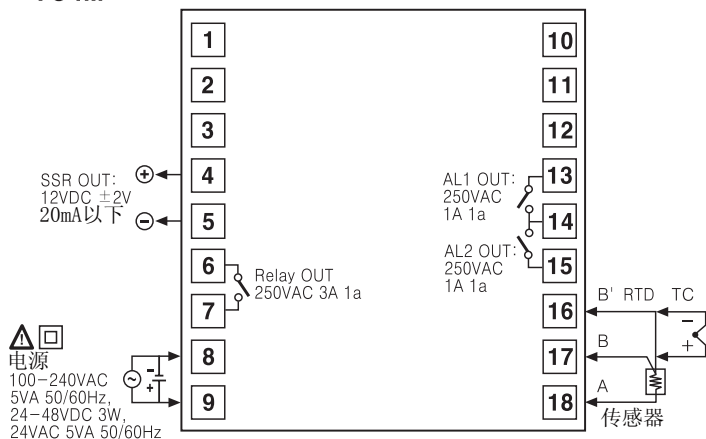 1
2
3
4
5
6
7
8
9
10
11
12
13
14
15
16
17
18
SSR OUT:
12VDC ±2V
20mA以下
+
−
Relay OUT
250VAC 3A 1a
电源
100-240VAC
5VA 50/60Hz,
24-48VDC 3W,
24VAC 5VA 50/60Hz
- 
+
AL1 OUT:
250VAC
1A 1a
AL2 OUT:
250VAC
1A 1a
B' RTD TC
−
+
B
A
传感器